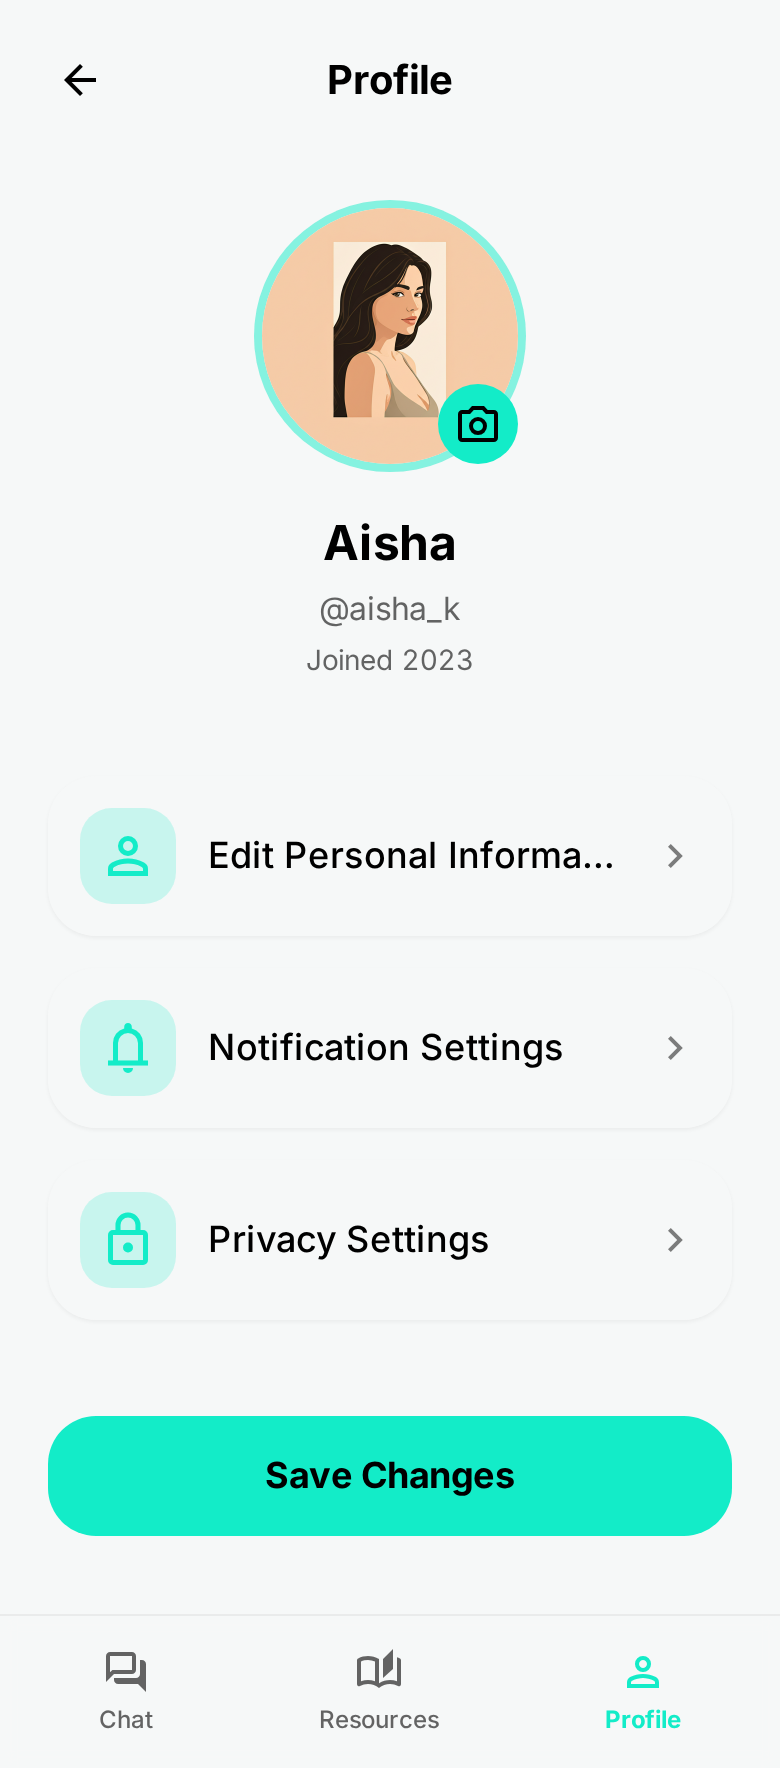 Profile
Aisha
@aisha_k
Joined 2023
Edit Personal Informa...
Notification Settings
Privacy Settings
Save Changes
Chat
Resources
Profile